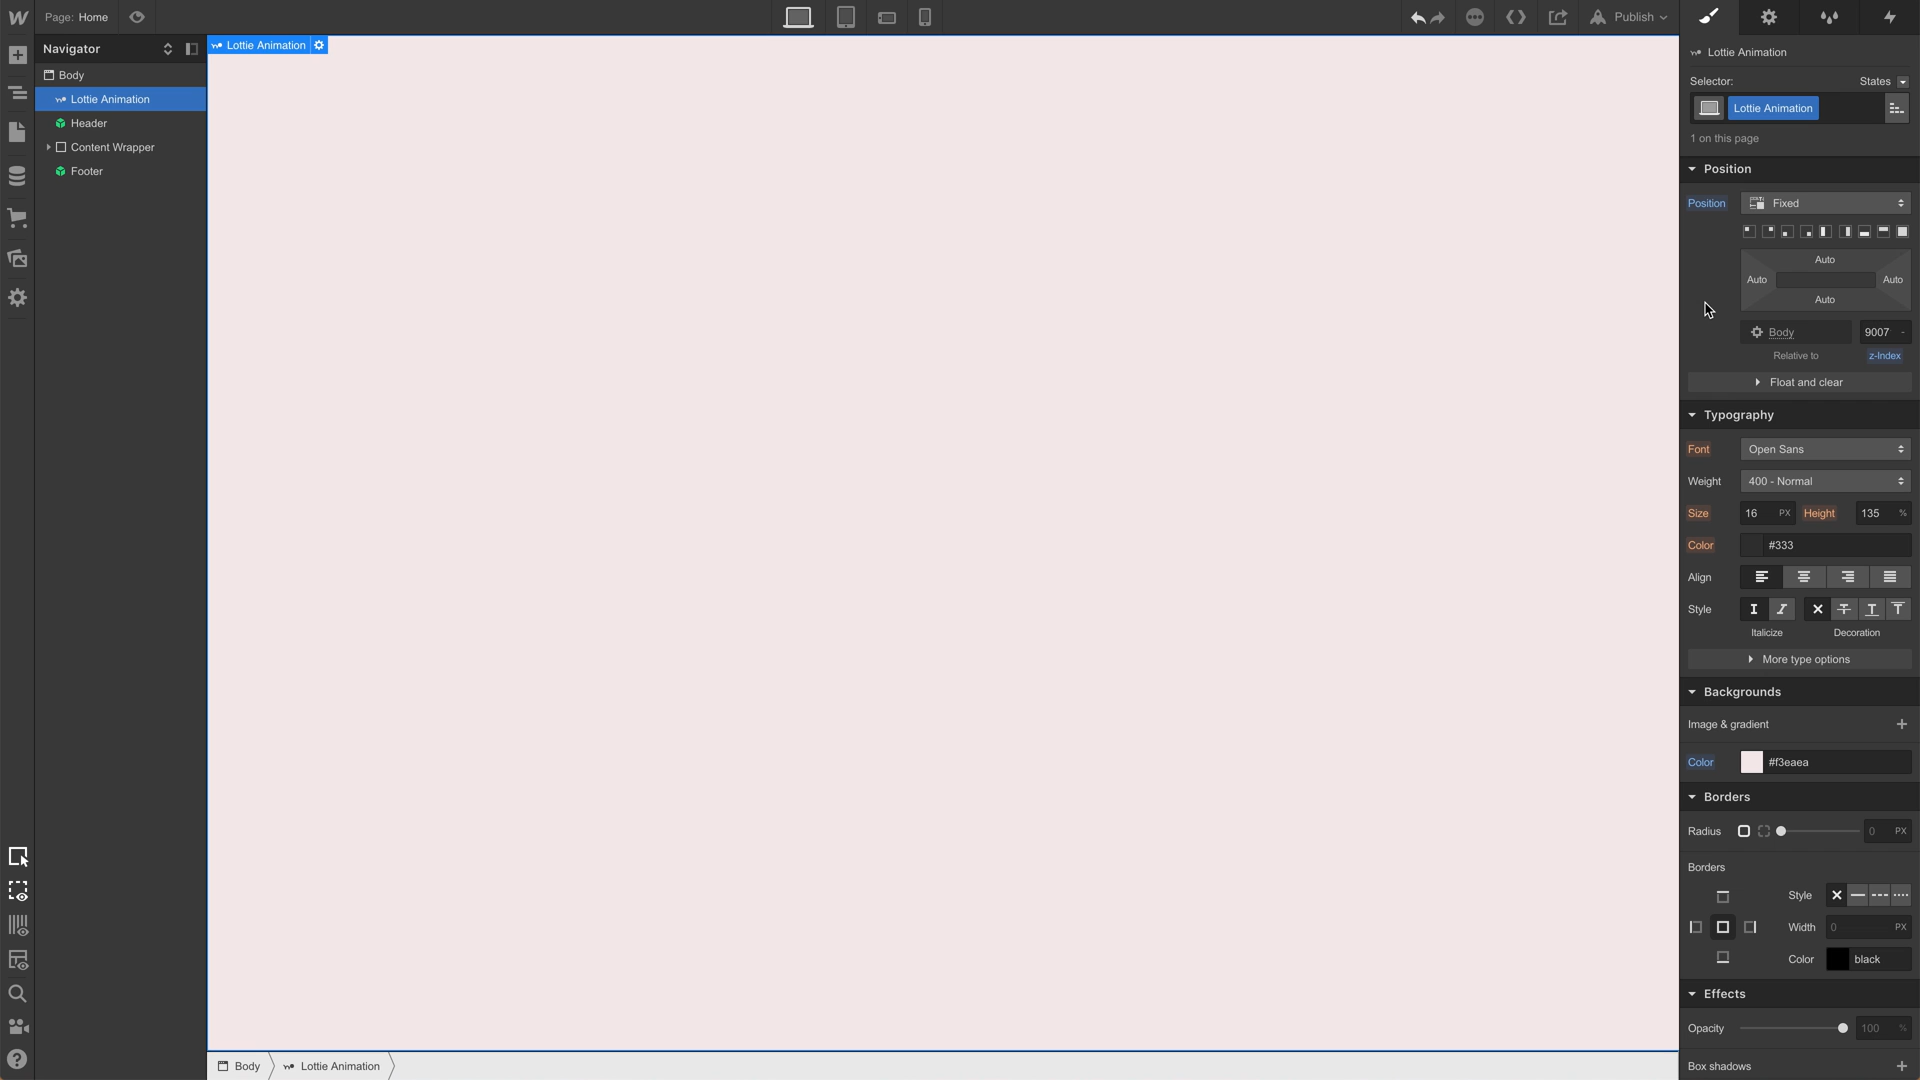 Page: Home
Publish
Navigator
Body
Lottie Animation
Header
Content Wrapper
Footer
Lottie Animation
Body
Lottie Animation
Lottie Animation
Selector:
States
Lottie Animation
1 on this page
Position
Position
Fixed
Auto
Auto
Auto
Auto
Body
9007 -
Relative to
z-Index
Float and clear
Typography
Font
Open Sans
Weight
400 - Normal
Size
16 PX
Height
135 %
Color
#333
Align
Style
Italicize
Decoration
More type options
Backgrounds
Image & gradient
Color
#f3eaea
Borders
Radius
0 PX
Borders
Style
Width
0 PX
Color
black
Effects
Opacity
100 %
Box shadows